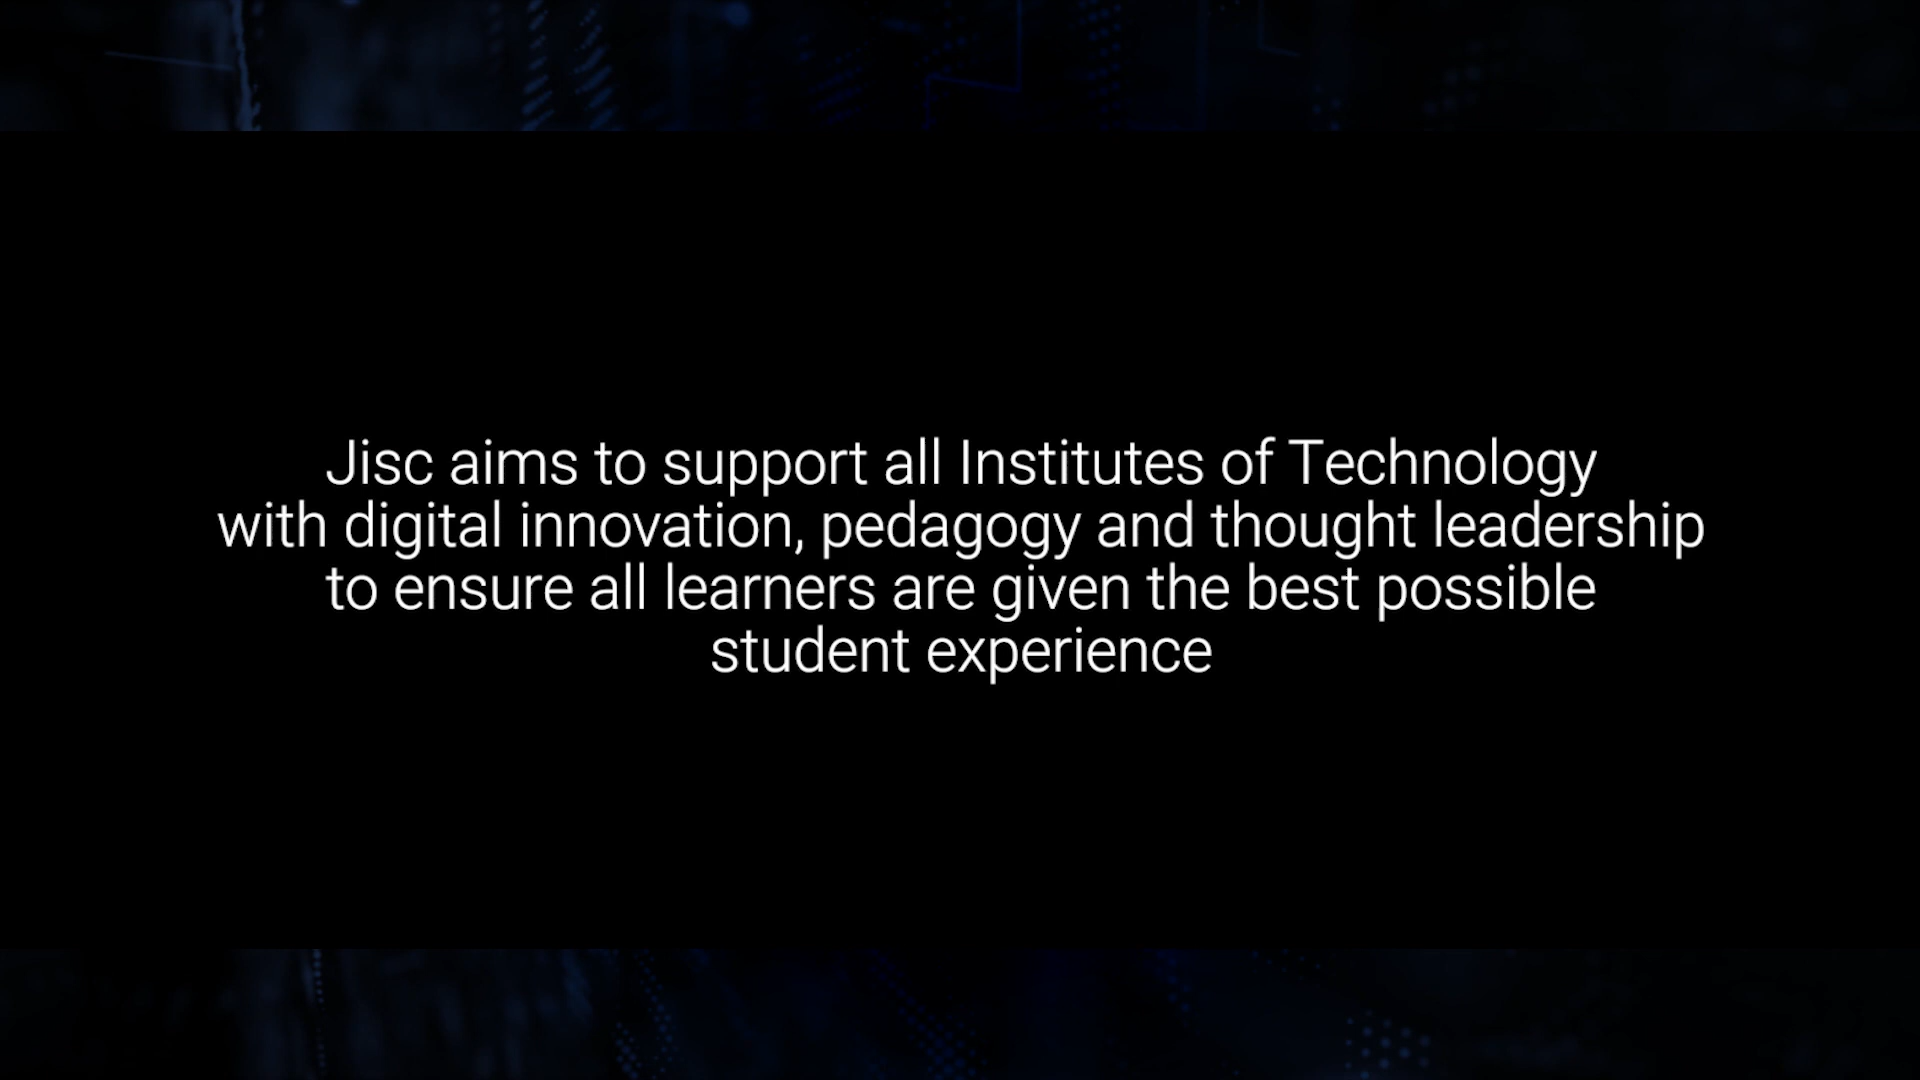 Jisc aims to support all Institutes of Technology
with digital innovation, pedagogy and thought leadership
to ensure all learners are given the best possible
student experience